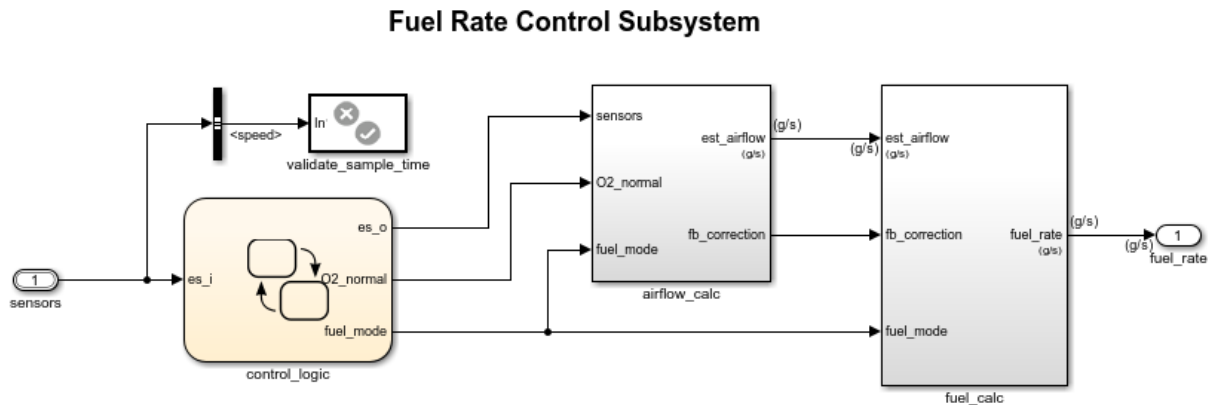 Fuel Rate Control Subsystem
<speed>
In
validate_sample_time
1
sensors
es_i
es_o
O2_normal
fuel_mode
control_logic
sensors
O2_normal
fuel_mode
est_airflow
(g/s)
fb_correction
airflow_calc
(g/s)
(g/s)
est_airflow
(g/s)
fb_correction
fuel_mode
fuel_rate
(g/s)
fuel_calc
(g/s)
(g/s)
1
fuel_rate